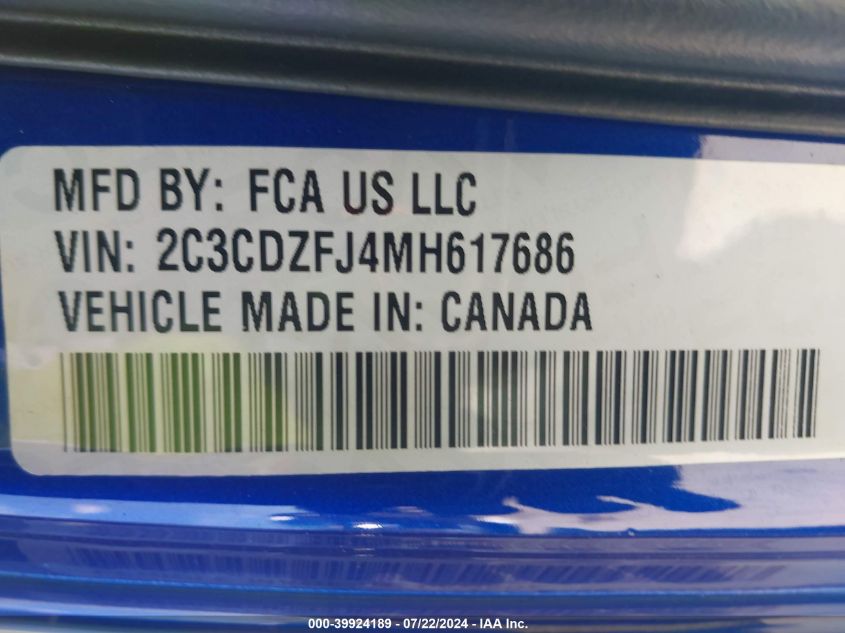 MFD BY: FCA US LLC
VIN: 2C3CDZFJ4MH617686
VEHICLE MADE IN: CANADA
000-39924189 - 07/22/2024 - IAA Inc.